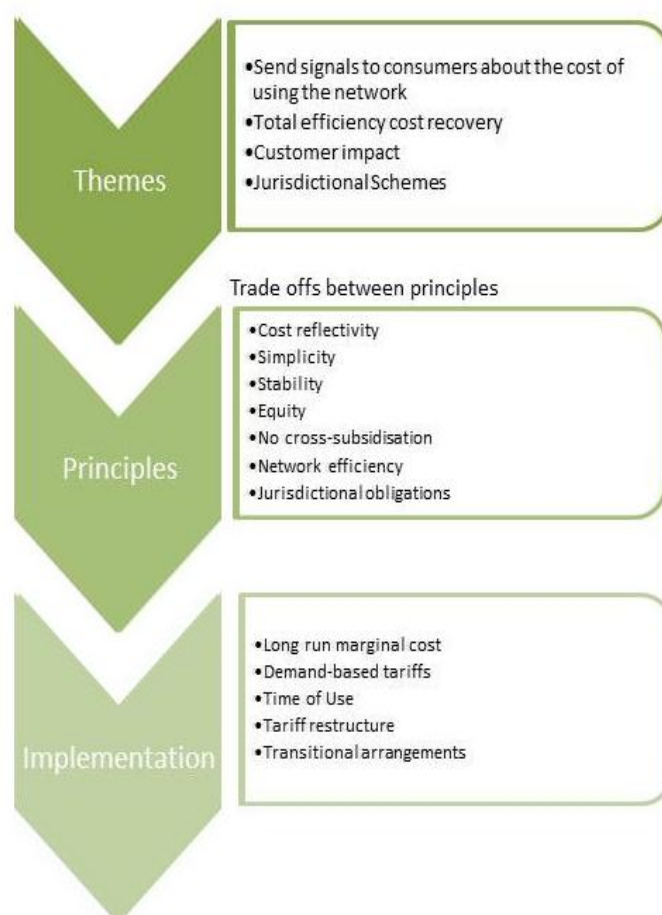 •Send signals to consumers about the cost of
using the network
•Total efficiency cost recovery
•Customer impact
•Jurisdictional Schemes
Themes
Trade offs between principles
•Cost reflectivity
•Simplicity
•Stability
•Equity
•No cross-subsidisation
•Network efficiency
•Jurisdictional obligations
Principles
•Long run marginal cost
•Demand-based tariffs
•Time of Use
•Tariff restructure
•Transitional arrangements
Implementation